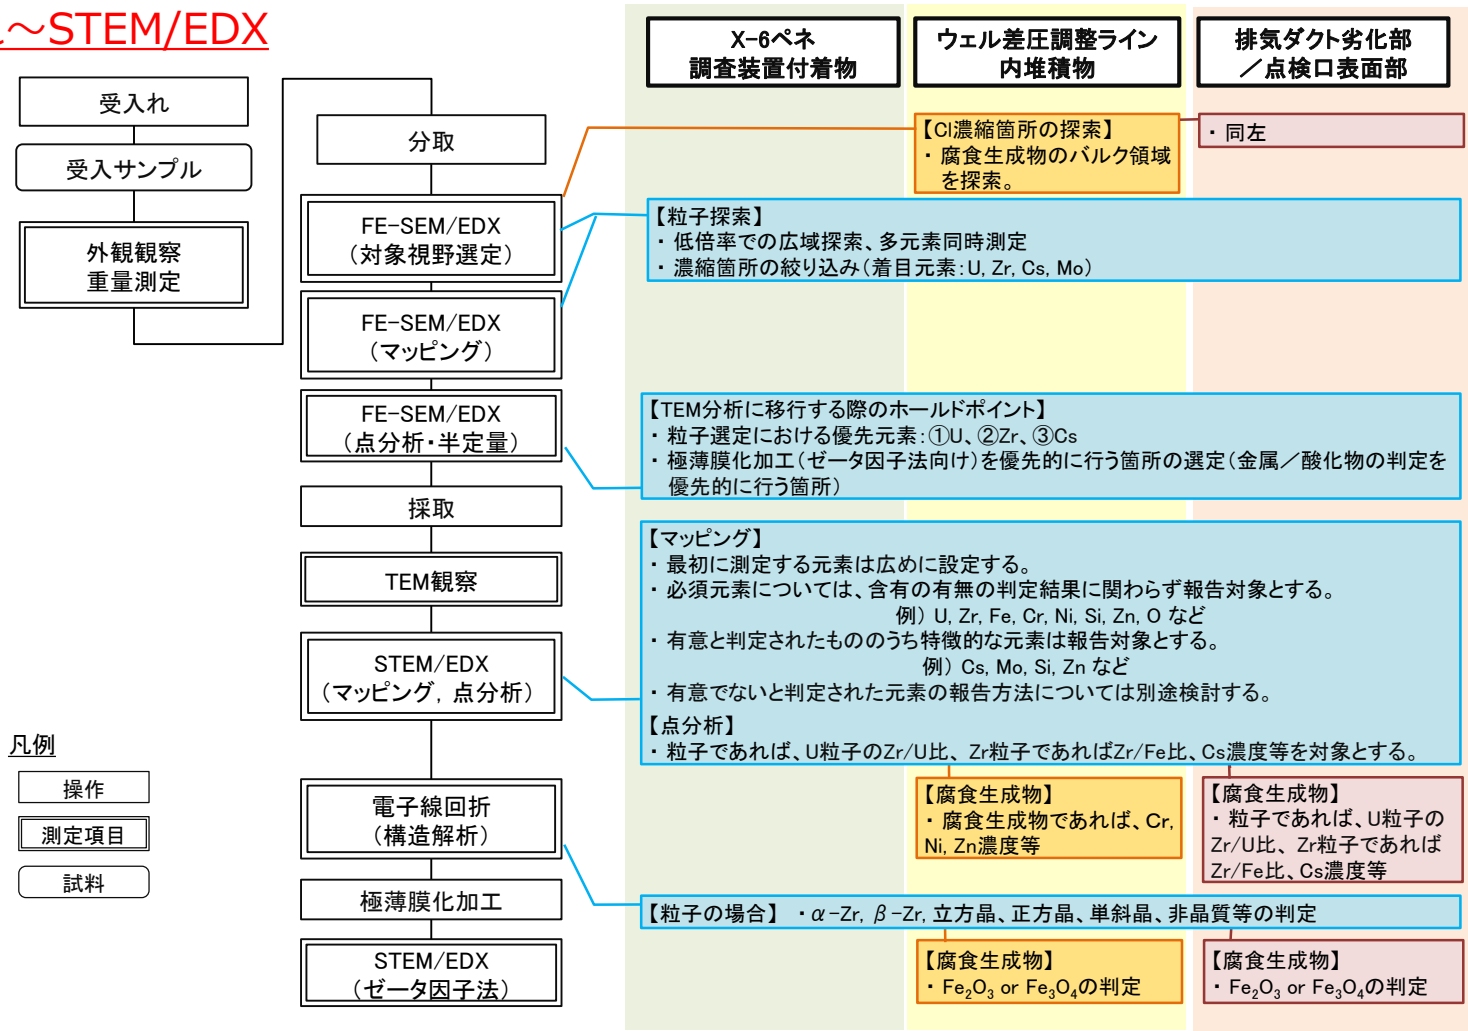 ～STEM/EDX
受入れ
受入サンプル
外観観察
重量測定
分取
FE-SEM/EDX
（対象視野選定）
FE-SEM/EDX
（マッピング）
FE-SEM/EDX
（点分析・半定量）
採取
TEM観察
STEM/EDX
（マッピング, 点分析）
電子線回折
（構造解析）
極薄膜化加工
STEM/EDX
（ゼータ因子法）
凡例
操作
測定項目
試料
X-6ペネ
調査装置付着物
ウェル差圧調整ライン
内堆積物
排気ダクト劣化部
／点検口表面部
【Cl濃縮箇所の探索】
・ 腐食生成物のバルク領域
を探索。
・ 同左
【粒子探索】
・ 低倍率での広域探索、多元素同時測定
・ 濃縮箇所の絞り込み（着目元素：U, Zr, Cs, Mo）
【TEM分析に移行する際のホールドポイント】
・ 粒子選定における優先元素：①U、②Zr、③Cs
・ 極薄膜化加工（ゼータ因子法向け）を優先的に行う箇所の選定（金属／酸化物の判定を
優先的に行う箇所）
【マッピング】
・ 最初に測定する元素は広めに設定する。
・ 必須元素については、含有の有無の判定結果に関わらず報告対象とする。
例） U, Zr, Fe, Cr, Ni, Si, Zn, O など
・ 有意と判定されたもののうち特徴的な元素は報告対象とする。
例） Cs, Mo, Si, Zn など
・ 有意でないと判定された元素の報告方法については別途検討する。
【点分析】
・ 粒子であれば、U粒子のZr/U比、Zr粒子であればZr/Fe比、Cs濃度等を対象とする。
【腐食生成物】
・ 腐食生成物であれば、Cr,
Ni, Zn濃度等
【腐食生成物】
・ 粒子であれば、U粒子の
Zr/U比、Zr粒子であれば
Zr/Fe比、Cs濃度等
【粒子の場合】 ・α-Zr, β-Zr, 立方晶、正方晶、単斜晶、非晶質等の判定
【腐食生成物】
・ Fe₂O₃ or Fe₃O₄の判定
【腐食生成物】
・ Fe₂O₃ or Fe₃O₄の判定